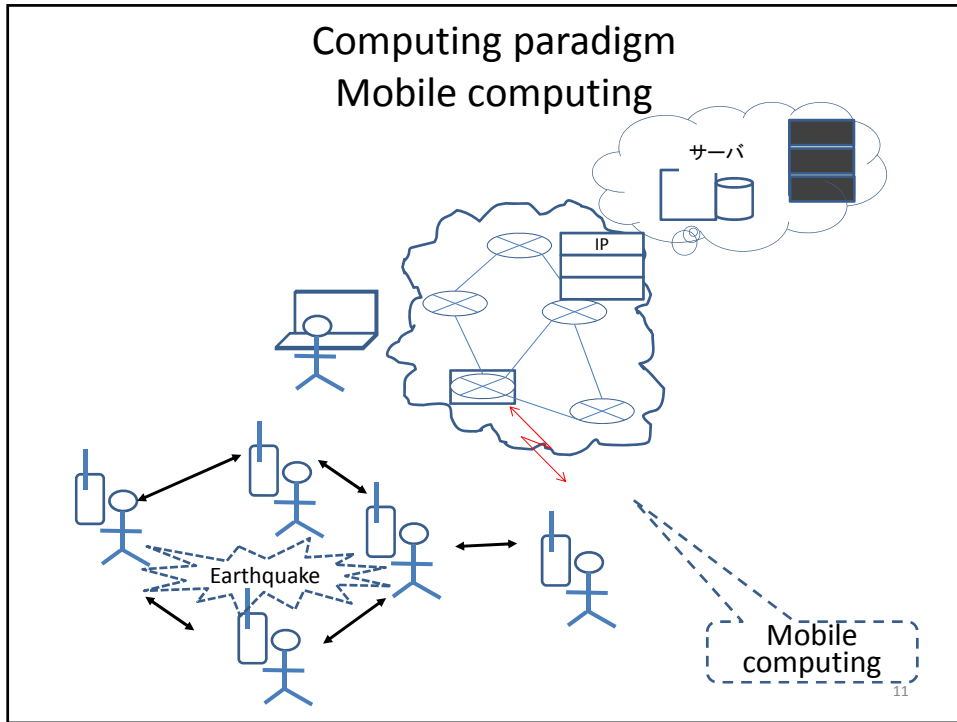 Computing paradigm
Mobile computing
サーバ
IP
Earthquake
Mobile
computing
11